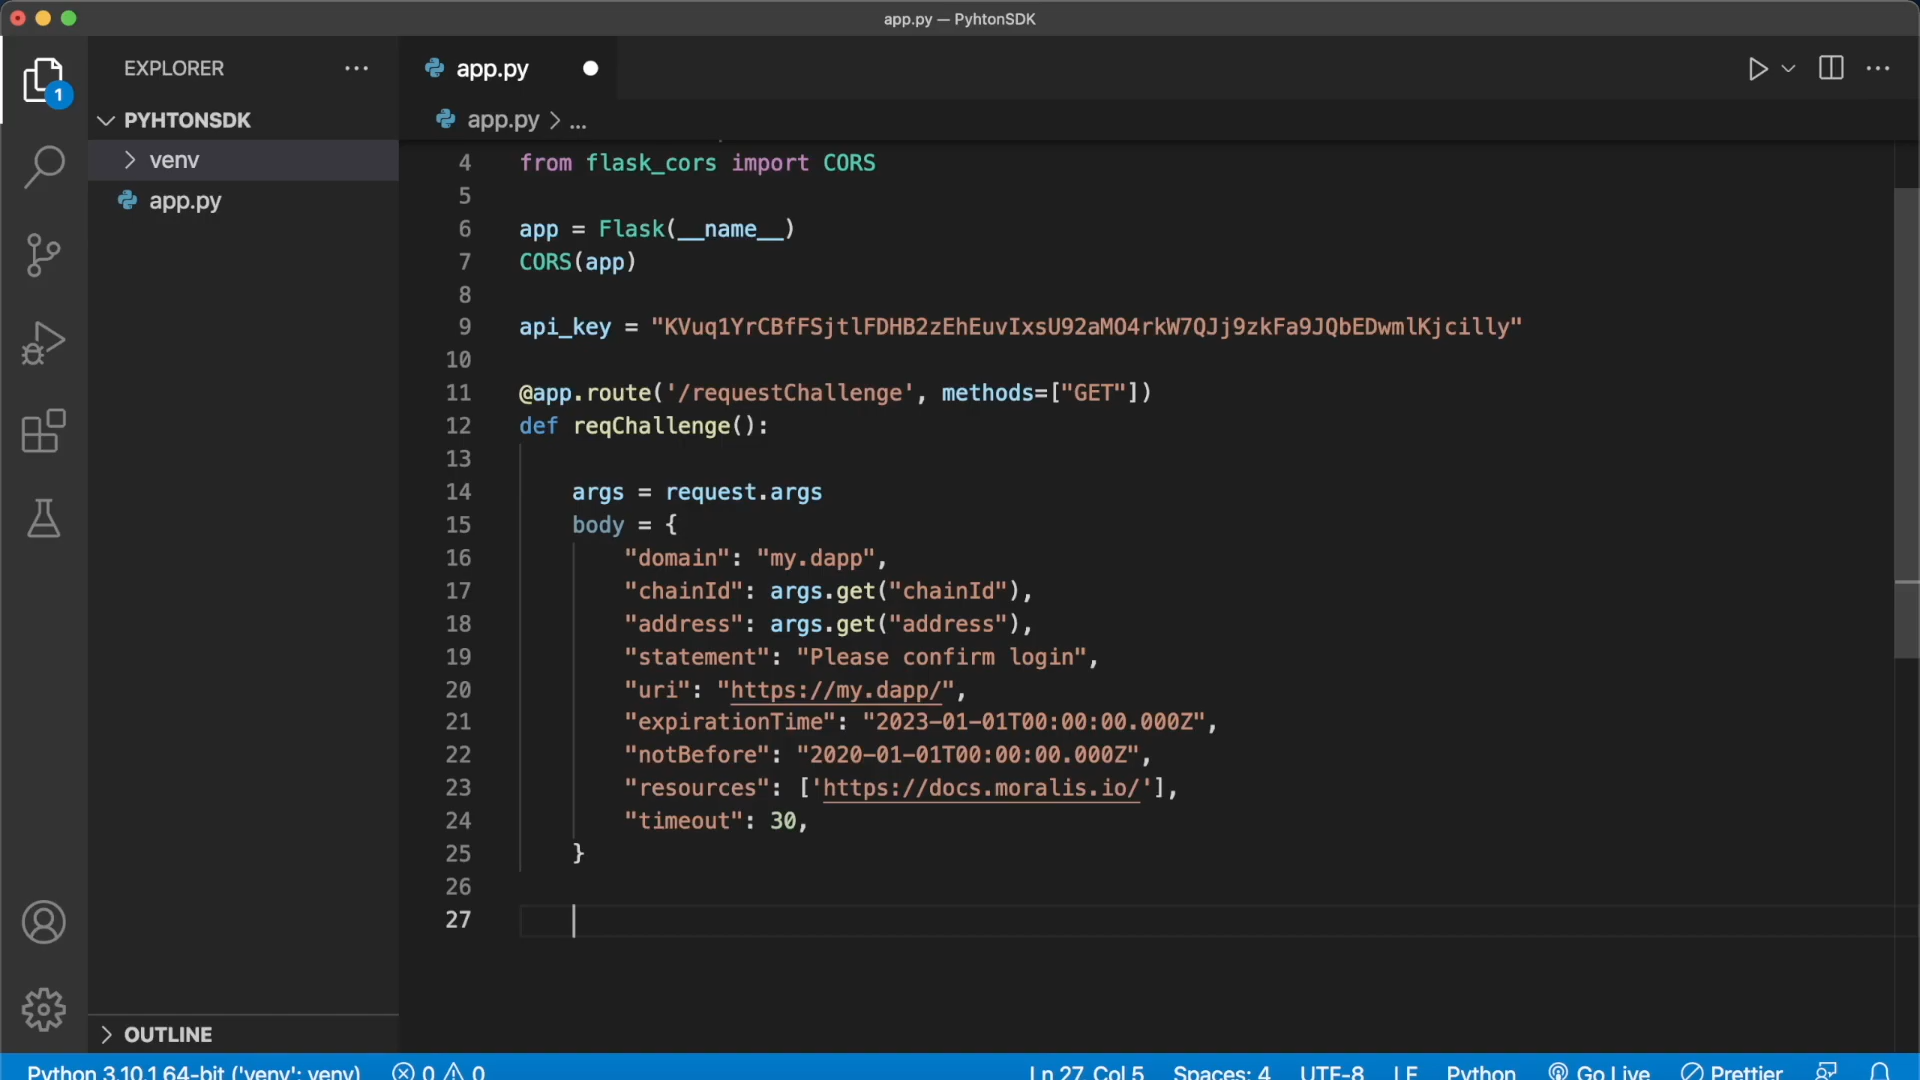 app.py — PyhtonSDK
EXPLORER
app.py
1
PYHTONSDK
app.py > ...
venv
app.py
4 from flask_cors import CORS
5
6 app = Flask(__name__)
7 CORS(app)
8
9 api_key = "KVuq1YrCBfFSjtlFDHB2zEhEuvIxsU92aMO4rkW7QJj9zkFa9JQbEDwmlKjcilly"
10
11 @app.route('/requestChallenge', methods=["GET"])
12 def reqChallenge():
13
14 args = request.args
15 body = {
16 "domain": "my.dapp",
17 "chainId": args.get("chainId"),
18 "address": args.get("address"),
19 "statement": "Please confirm login",
20 "uri": "https://my.dapp/",
21 "expirationTime": "2023-01-01T00:00:00.000Z",
22 "notBefore": "2020-01-01T00:00:00.000Z",
23 "resources": ['https://docs.moralis.io/'],
24 "timeout": 30,
25 }
26
27
OUTLINE
Python 3.10.1 64-bit ('venv': venv) 0 0 Ln 27, Col 5 Spaces: 4 UTF-8 LF Python Go Live Prettier